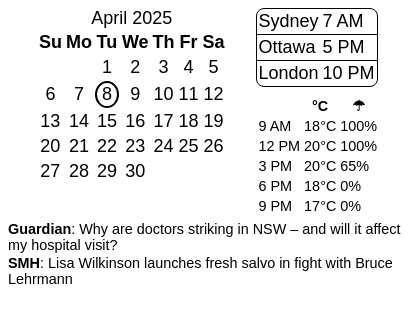 April 2025
Su Mo Tu We Th Fr Sa
1 2 3 4 5
6 7 8 9 10 11 12
13 14 15 16 17 18 19
20 21 22 23 24 25 26
27 28 29 30
Sydney 7 AM
Ottawa 5 PM
London 10 PM
°C ☂
9 AM 18°C 100%
12 PM 20°C 100%
3 PM 20°C 65%
6 PM 18°C 0%
9 PM 17°C 0%
Guardian: Why are doctors striking in NSW – and will it affect
my hospital visit?
SMH: Lisa Wilkinson launches fresh salvo in fight with Bruce
Lehrmann